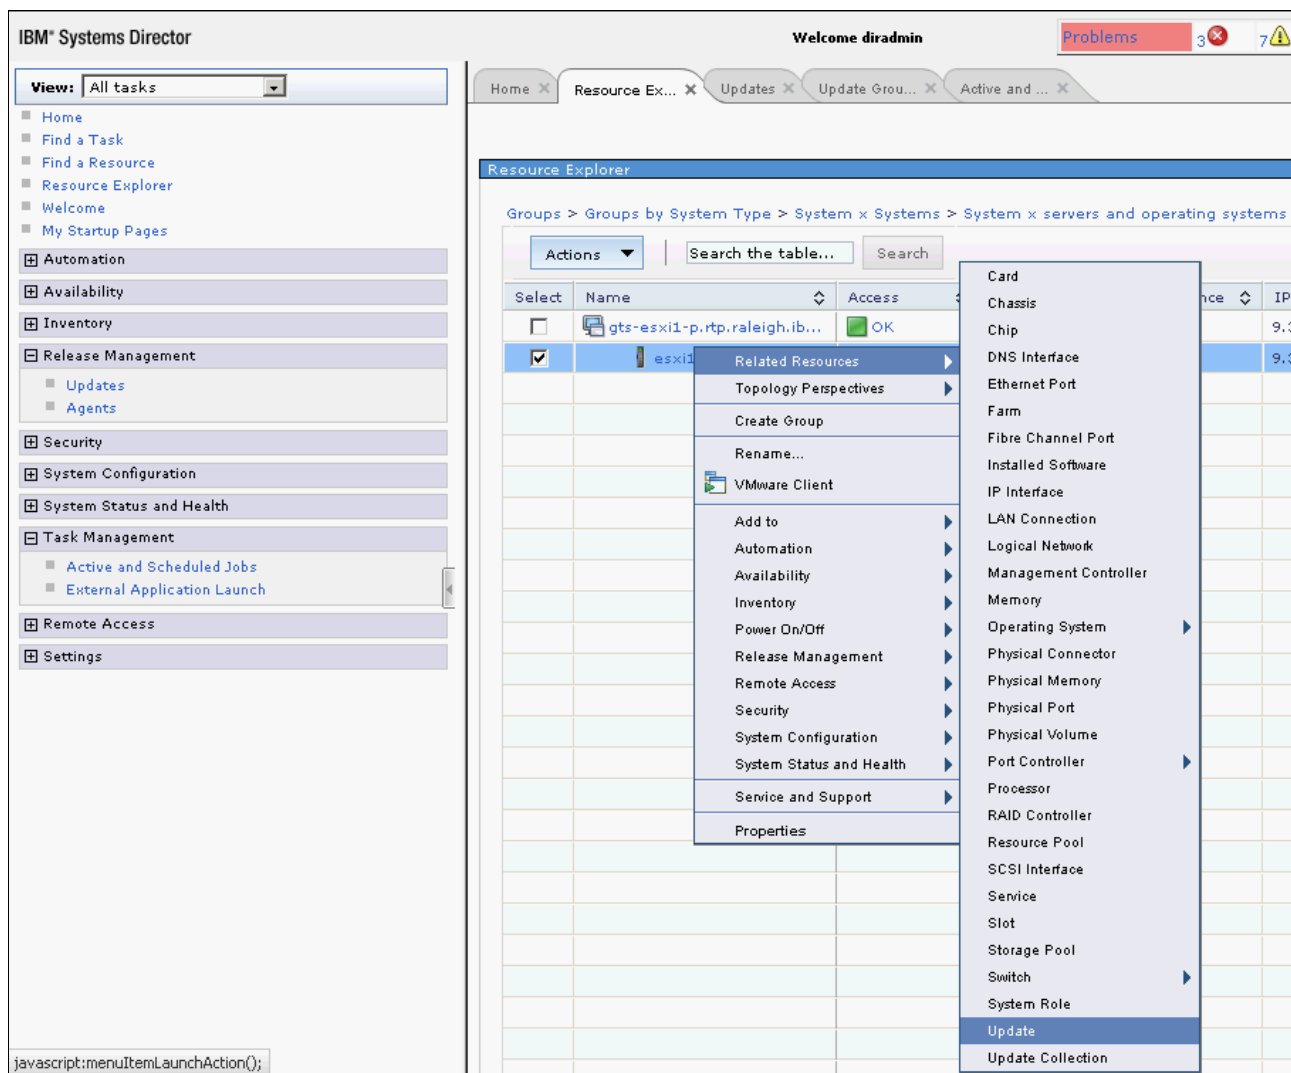 IBM® Systems Director
Welcome diradmin
Problems 3 7
View: All tasks
Home
Find a Task
Find a Resource
Resource Explorer
Welcome
My Startup Pages
Automation
Availability
Inventory
Release Management
Updates
Agents
Security
System Configuration
System Status and Health
Task Management
Active and Scheduled Jobs
External Application Launch
Remote Access
Settings
javascript:menuItemLaunchAction();
Home Resource Ex... Updates Update Grou... Active and ...
Resource Explorer
Groups > Groups by System Type > System x Systems > System x servers and operating systems
Actions Search the table... Search
Select Name Access nce IP
gts-esxi1-p.rtp.raleigh.ib... OK 9.3
esxi1 9.3
Related Resources
Topology Perspectives
Create Group
Rename...
VMware Client
Add to
Automation
Availability
Inventory
Power On/Off
Release Management
Remote Access
Security
System Configuration
System Status and Health
Service and Support
Properties
Card
Chassis
Chip
DNS Interface
Ethernet Port
Farm
Fibre Channel Port
Installed Software
IP Interface
LAN Connection
Logical Network
Management Controller
Memory
Operating System
Physical Connector
Physical Memory
Physical Port
Physical Volume
Port Controller
Processor
RAID Controller
Resource Pool
SCSI Interface
Service
Slot
Storage Pool
Switch
System Role
Update
Update Collection